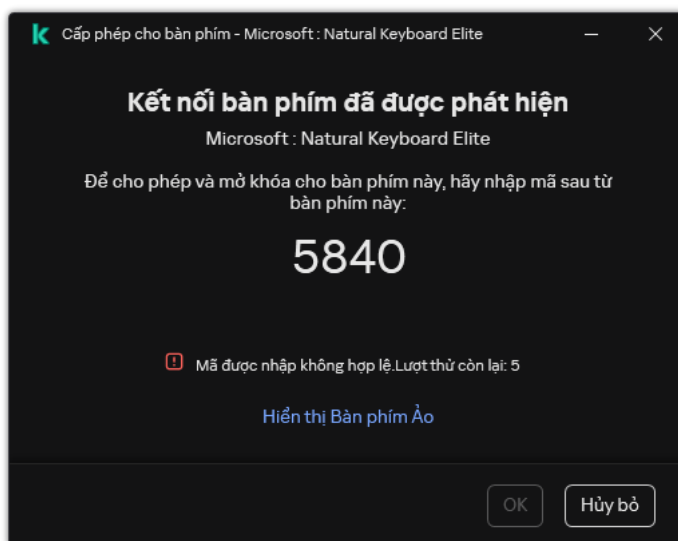 Cấp phép cho bàn phím - Microsoft : Natural Keyboard Elite
Kết nối bàn phím đã được phát hiện
Microsoft : Natural Keyboard Elite
Để cho phép và mở khóa cho bàn phím này, hãy nhập mã sau từ
bàn phím này:
5840
Mã được nhập không hợp lệ.Lượt thử còn lại: 5
Hiển thị Bàn phím Ảo
OK
Hủy bỏ